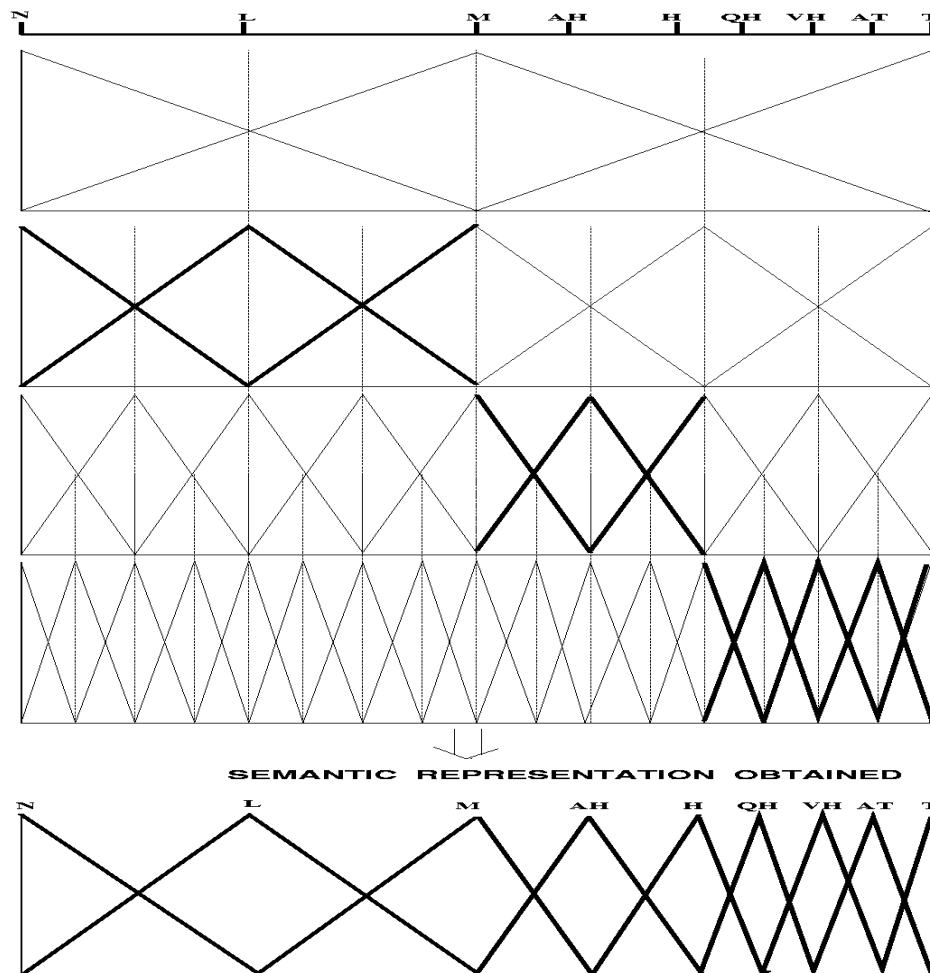 N L M AH H QH VH AT T
SEMANTIC REPRESENTATION OBTAINED
N L M AH H QH VH AT T